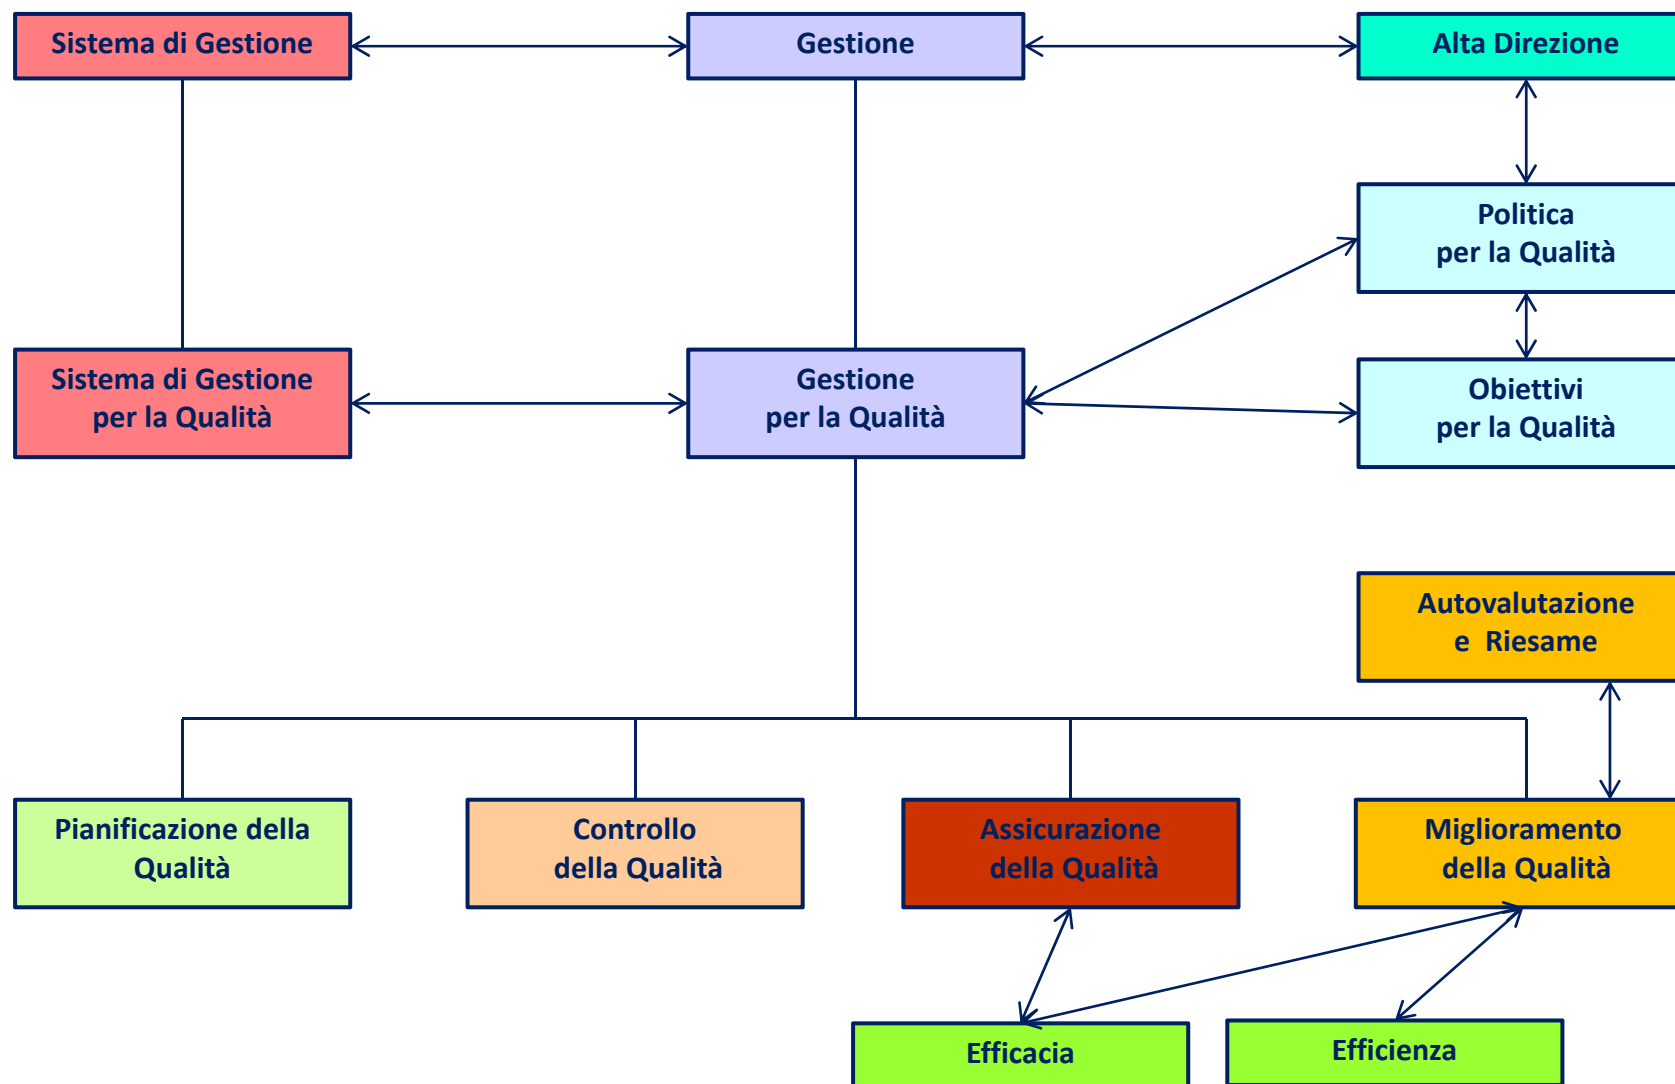 Sistema di Gestione
Gestione
Alta Direzione
Politica
per la Qualità
Sistema di Gestione
per la Qualità
Gestione
per la Qualità
Obiettivi
per la Qualità
Autovalutazione
e  Riesame
Pianificazione della
Qualità
Controllo
della Qualità
Assicurazione
della Qualità
Miglioramento
della Qualità
Efficacia
Efficienza